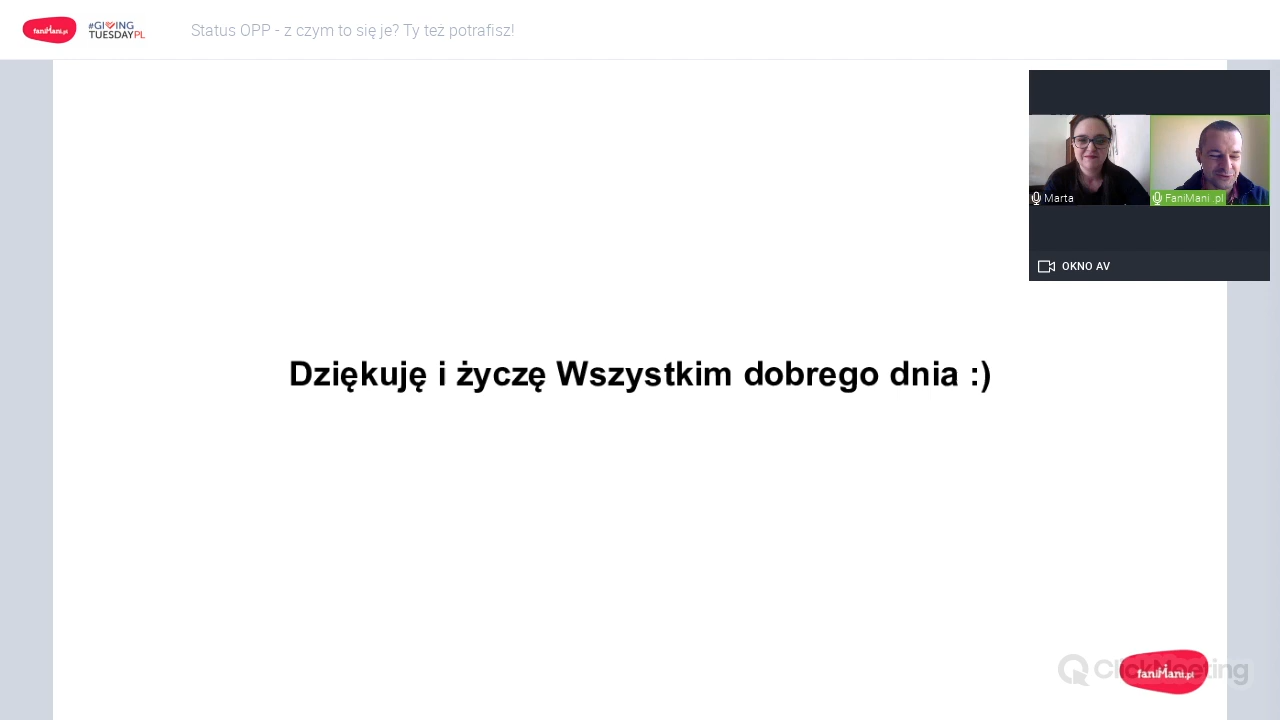 faniMani.pl
#GIVING
TUESDAYPL
Status OPP - z czym to się je? Ty też potrafisz!
Marta
FaniMani .pl
OKNO AV
Dziękuję i życzę Wszystkim dobrego dnia :)
ClickMeeting
faniMani.pl